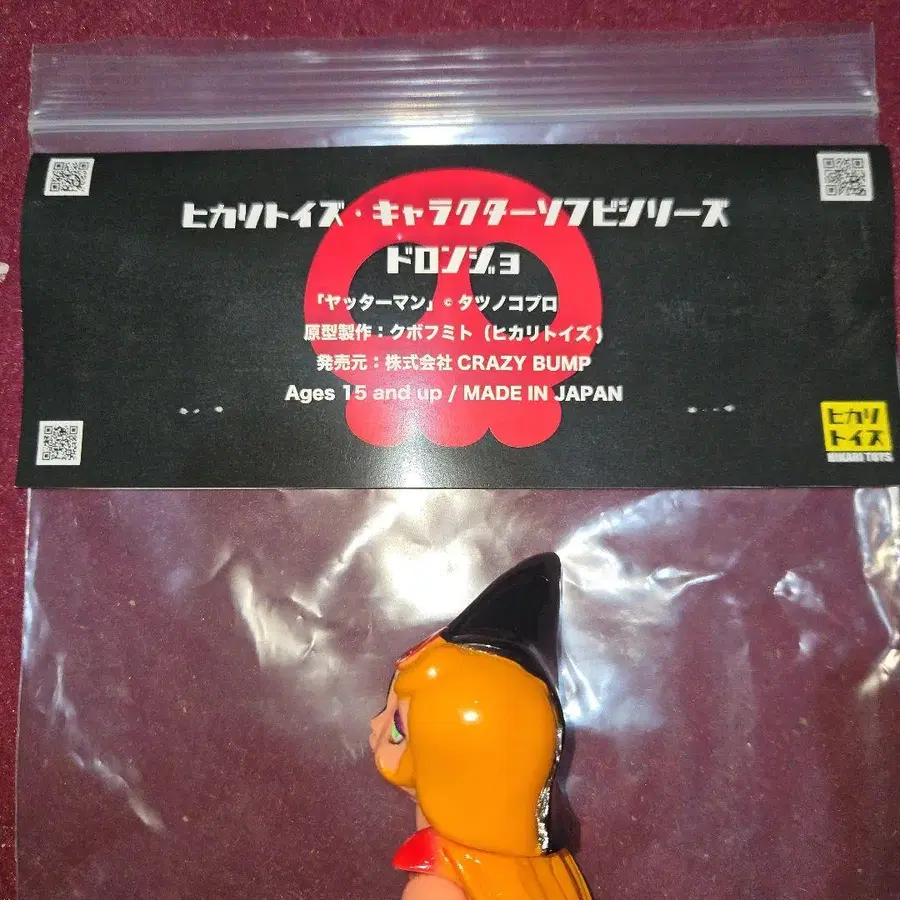 ヒカリトイズ・キャラクターソフビシリーズ
ドロンジョ
「ヤッターマン」© タツノコプロ
原型製作：クボフミト（ヒカリトイズ）
発売元：株式会社 CRAZY BUMP
Ages 15 and up / MADE IN JAPAN
ヒカリ
トイズ
HIKARI TOYS